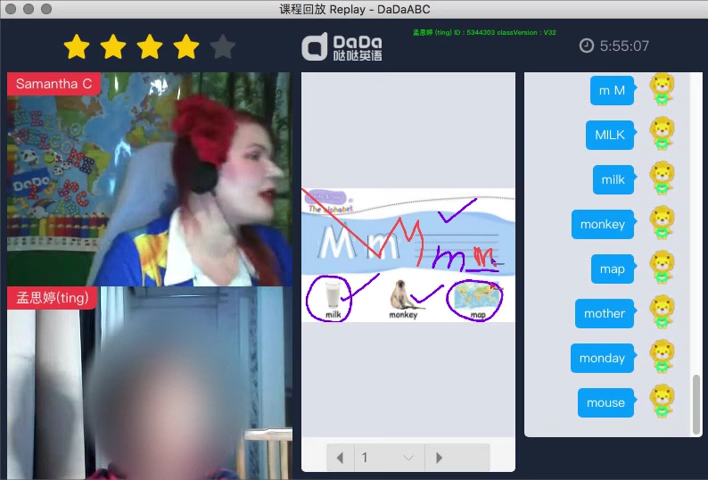 课程回放 Replay - DaDaABC
DaDa
哒哒英语
孟思婷 (ting) ID : 5344303 classVersion : V32
5:55:07
Samantha C
DaDa
孟思婷(ting)
The alphabet
M m
M
m m
milk
monkey
map
1
m M
MILK
milk
monkey
map
mother
monday
mouse